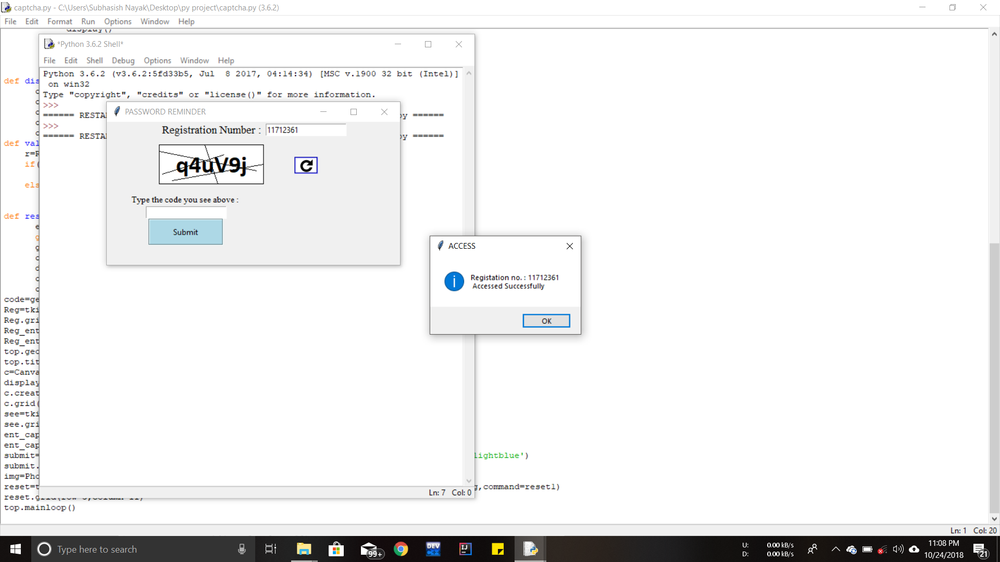 captcha.py - C:\Users\Subhasish Nayak\Desktop\py project\captcha.py (3.6.2)
File Edit Format Run Options Window Help
display()
*Python 3.6.2 Shell*
File Edit Shell Debug Options Window Help
Python 3.6.2 (v3.6.2:5fd33b5, Jul  8 2017, 04:14:34) [MSC v.1900 32 bit (Intel)]
on win32
Type "copyright", "credits" or "license()" for more information.
>>>
====== RESTA
py ======
>>>
====== RESTA
py ======
PASSWORD REMINDER
Registration Number : 11712361
q4uV9j
Type the code you see above :
Submit
ACCESS
Registation no. : 11712361
Accessed Successfully
OK
def dis
def val
r=R
if(
els
def res
code=ge
Reg=tki
Reg.gri
Reg_ent
Reg_ent
top.geo
top.tit
c=Canva
display
c.creat
c.grid(
see=tki
see.gri
ent_cap
ent_cap
submit= lightblue')
submit.
img=Pho
reset=t g,command=reset1)
top.mainloop()
Ln: 7 Col: 0
Ln: 1 Col: 20
Type here to search
99+
DEV C++
IJ
U: 0.00 kB/s
D: 0.00 kB/s
11:08 PM
10/24/2018
21